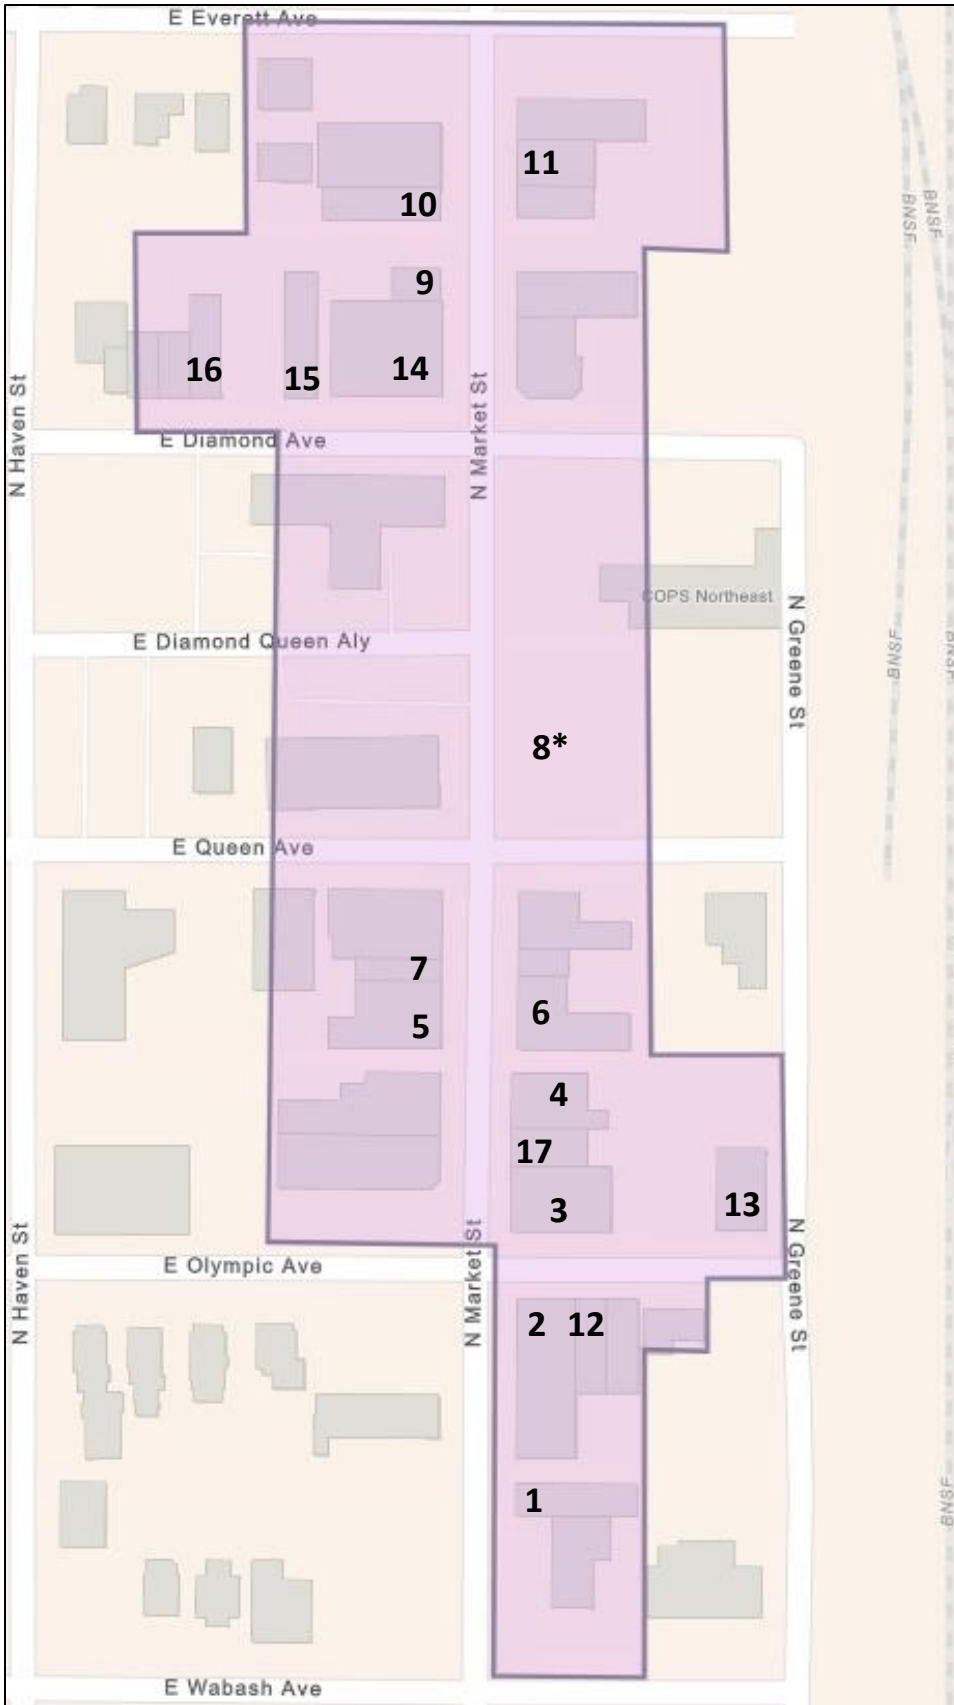 E Everett Ave
11
10
BNSF
BNSF
9
16
15
14
N Haven St
N Market St
E Diamond Ave
COPS Northeast
E Diamond Queen Aly
N Greene St
BNSF
8*
E Queen Ave
7
5
6
4
17
3
13
N Haven St
N Market St
N Greene St
E Olympic Ave
2
12
1
BNSF
E Wabash Ave